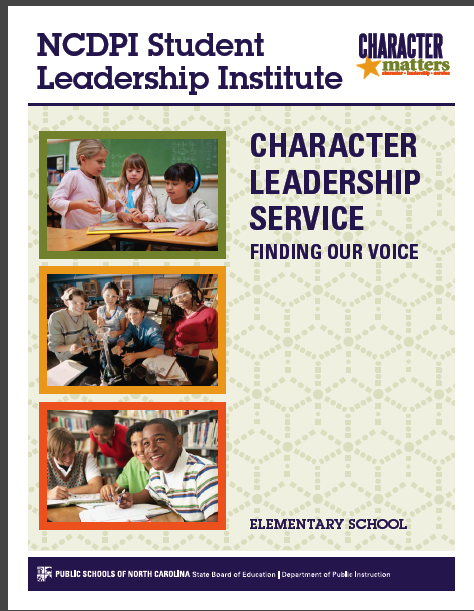 NCDPI Student
Leadership Institute
CHARACTER
matters
character • leadership • service
CHARACTER
LEADERSHIP
SERVICE
FINDING OUR VOICE
ELEMENTARY SCHOOL
PUBLIC SCHOOLS OF NORTH CAROLINA State Board of Education | Department of Public Instruction